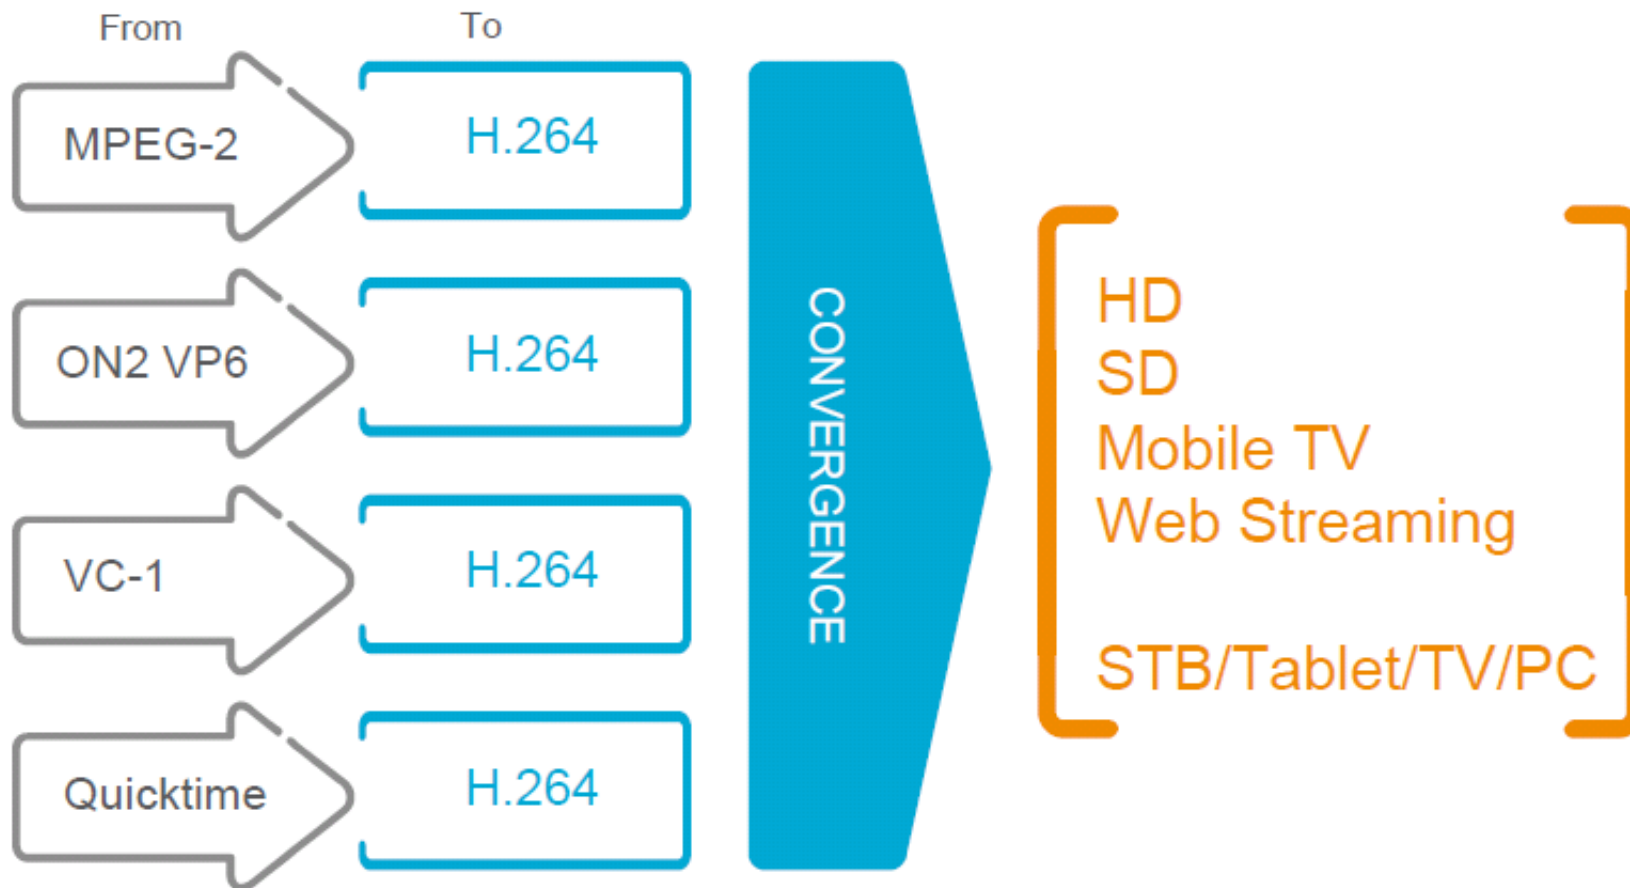 From
To
MPEG-2
H.264
ON2 VP6
H.264
VC-1
H.264
Quicktime
H.264
CONVERGENCE
HD
SD
Mobile TV
Web Streaming
STB/Tablet/TV/PC